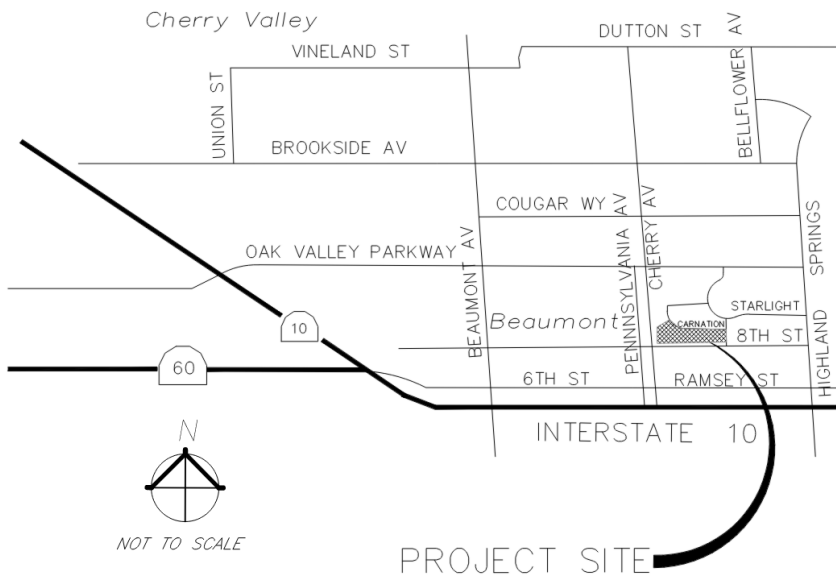 Cherry Valley
DUTTON ST
VINELAND ST
UNION ST
BELLFLOWER AV
BROOKSIDE AV
COUGAR WY
OAK VALLEY PARKWAY
BEAUMONT AV
PENNNSYLVANIA AV
CHERRY AV
HIGHLAND SPRINGS
STARLIGHT
CARNATION
Beaumont
8TH ST
10
60
6TH ST
RAMSEY ST
INTERSTATE 10
N
NOT TO SCALE
PROJECT SITE